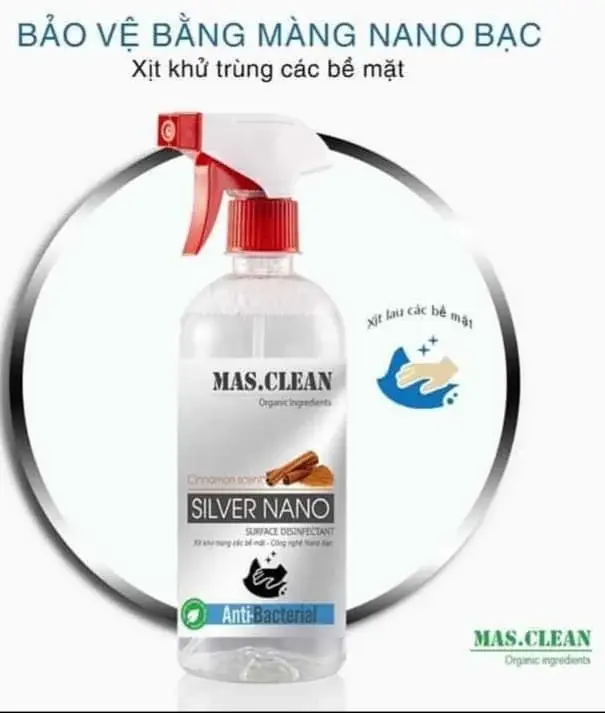 BẢO VỆ BẰNG MÀNG NANO BẠC
Xịt khử trùng các bề mặt
Xịt lau các bề mặt
MAS.CLEAN
Organic Ingredients
Cinnamon scent
SILVER NANO
SURFACE DISINFECTANT
Xịt khử trùng các bề mặt - Công nghệ Nano Bạc
Anti-Bacterial
MAS.CLEAN
Organic ingredients